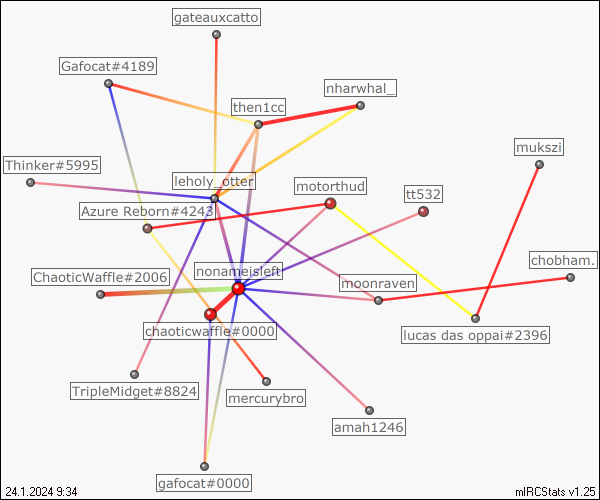 gateauxcatto
Gafocat#4189
nharwhal_
then1cc
mukszi
Thinker#5995
leholy_otter
motorthud
tt532
Azure Reborn#4243
nonameisleft
chobham.
ChaoticWaffle#2006
moonraven
chaoticwaffle#0000
lucas das oppai#2396
TripleMidget#8824
mercurybro
amah1246
gafocat#0000
24.1.2024 9:34
mIRCStats v1.25